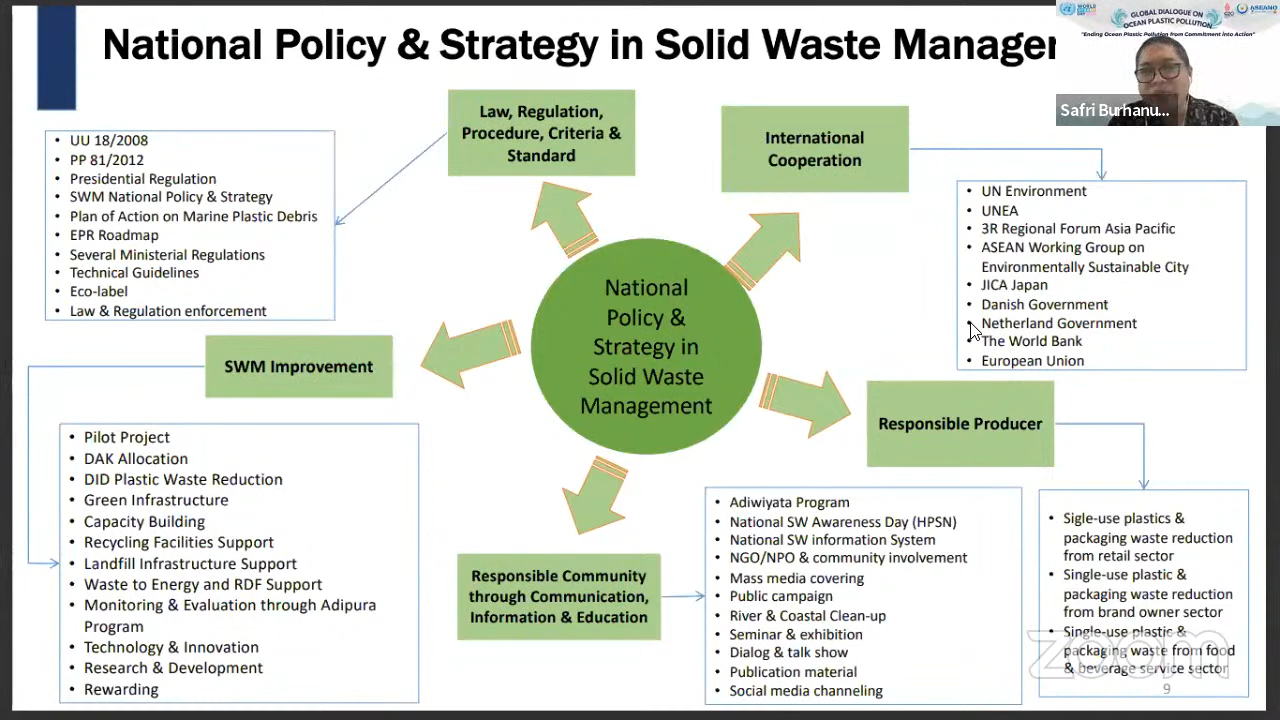 National Policy & Strategy in Solid Waste Manager
GLOBAL DIALOGUE ON
OCEAN PLASTIC POLLUTION
"Ending Ocean Plastic Pollution from Commitment into Action"
Safri Burhanu...
Law, Regulation,
Procedure, Criteria &
Standard
International
Cooperation
• UU 18/2008
• PP 81/2012
• Presidential Regulation
• SWM National Policy & Strategy
• Plan of Action on Marine Plastic Debris
• EPR Roadmap
• Several Ministerial Regulations
• Technical Guidelines
• Eco-label
• Law & Regulation enforcement
• UN Environment
• UNEA
• 3R Regional Forum Asia Pacific
• ASEAN Working Group on
Environmentally Sustainable City
• JICA Japan
• Danish Government
• Netherland Government
• The World Bank
• European Union
National
Policy &
Strategy in
Solid Waste
Management
SWM Improvement
Responsible Producer
• Pilot Project
• DAK Allocation
• DID Plastic Waste Reduction
• Green Infrastructure
• Capacity Building
• Recycling Facilities Support
• Landfill Infrastructure Support
• Waste to Energy and RDF Support
• Monitoring & Evaluation through Adipura
Program
• Technology & Innovation
• Research & Development
• Rewarding
Responsible Community
through Communication,
Information & Education
• Adiwiyata Program
• National SW Awareness Day (HPSN)
• National SW information System
• NGO/NPO & community involvement
• Mass media covering
• Public campaign
• River & Coastal Clean-up
• Seminar & exhibition
• Dialog & talk show
• Publication material
• Social media channeling
• Sigle-use plastics &
packaging waste reduction
from retail sector
• Single-use plastic &
packaging waste reduction
from brand owner sector
• Single-use plastic &
packaging waste from food
& beverage service sector
zoom
9